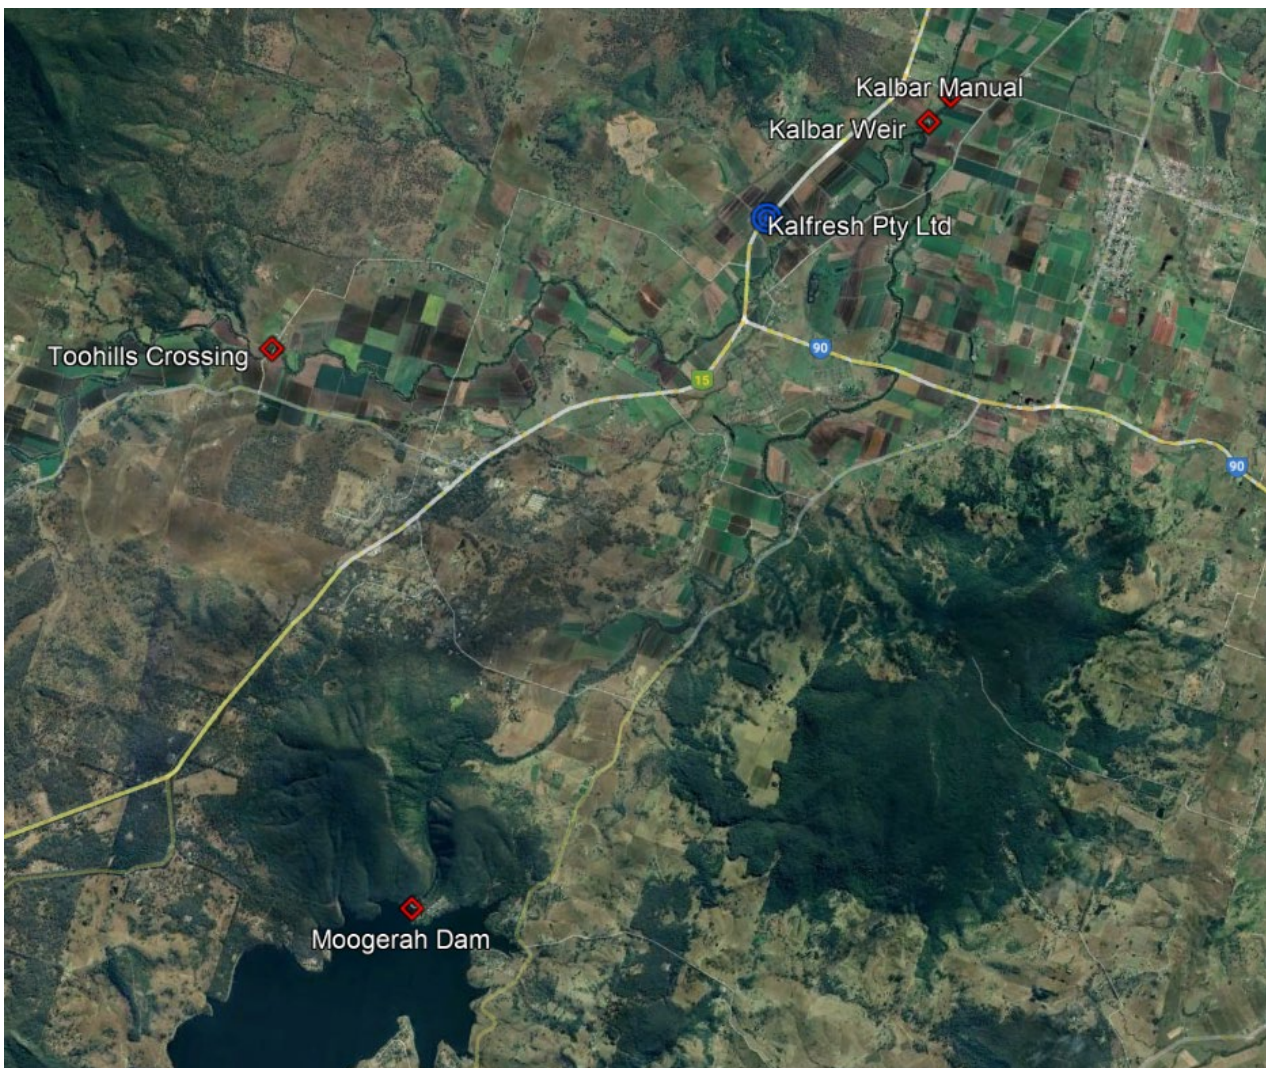 Kalbar Manual
Kalbar Weir
Kalfresh Pty Ltd
Toohills Crossing
90
15
90
Moogerah Dam